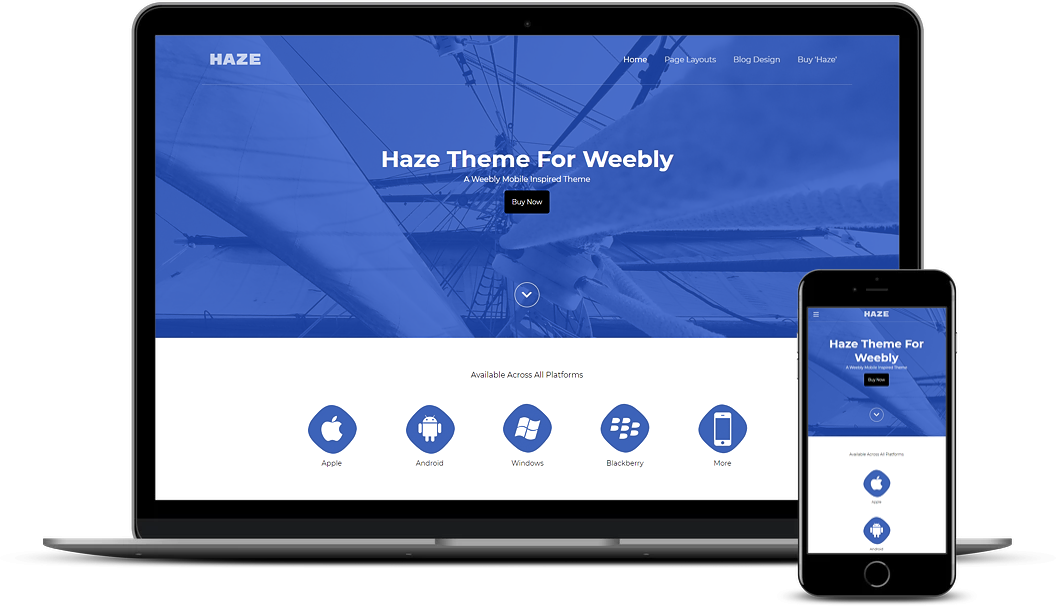 HAZE
Home Page Layouts Blog Design Buy 'Haze'
Haze Theme For Weebly
A Weebly Mobile Inspired Theme
Buy Now
Available Across All Platforms
Apple Android Windows Blackberry More
HAZE
Haze Theme For
Weebly
A Weebly Mobile Inspired Theme
Buy Now
Available Across All Platforms
Apple
Android